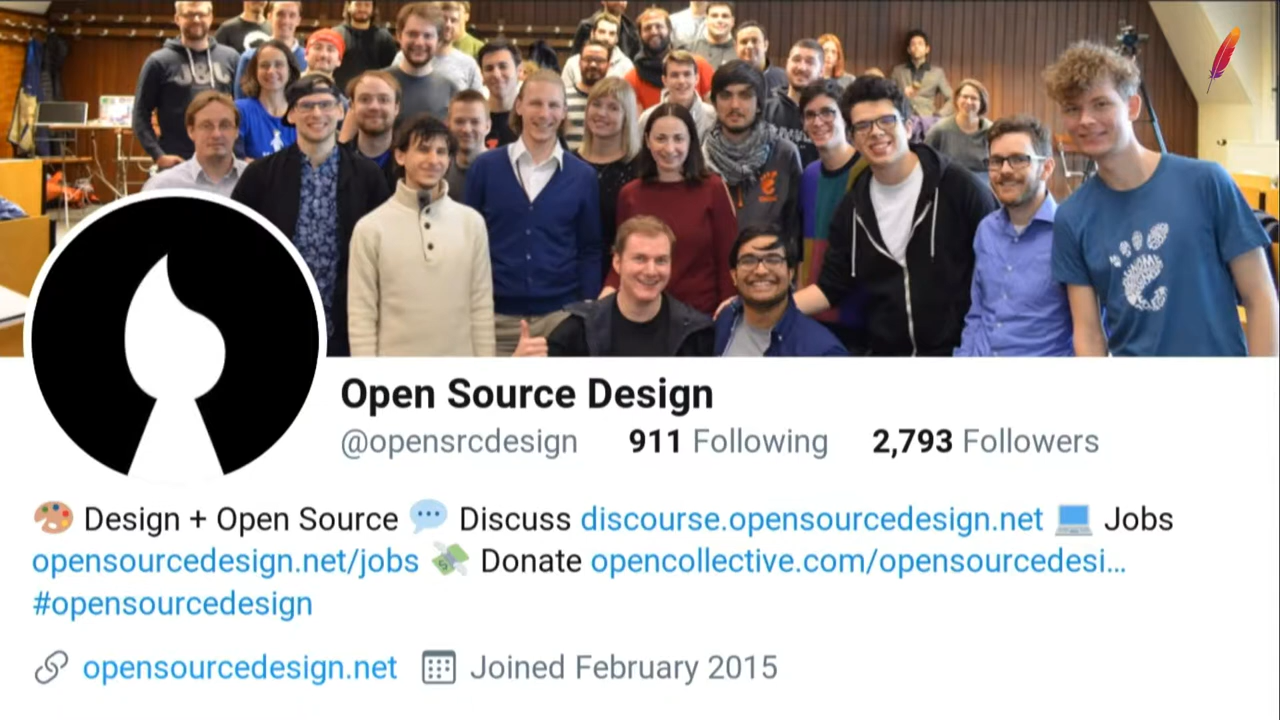 Open Source Design
@opensrcdesign 911 Following 2,793 Followers
Design + Open Source 💬 Discuss discourse.opensourcedesign.net 💻 Jobs
opensourcedesign.net/jobs 💸 Donate opencollective.com/opensourcedesi…
#opensourcedesign
opensourcedesign.net Joined February 2015